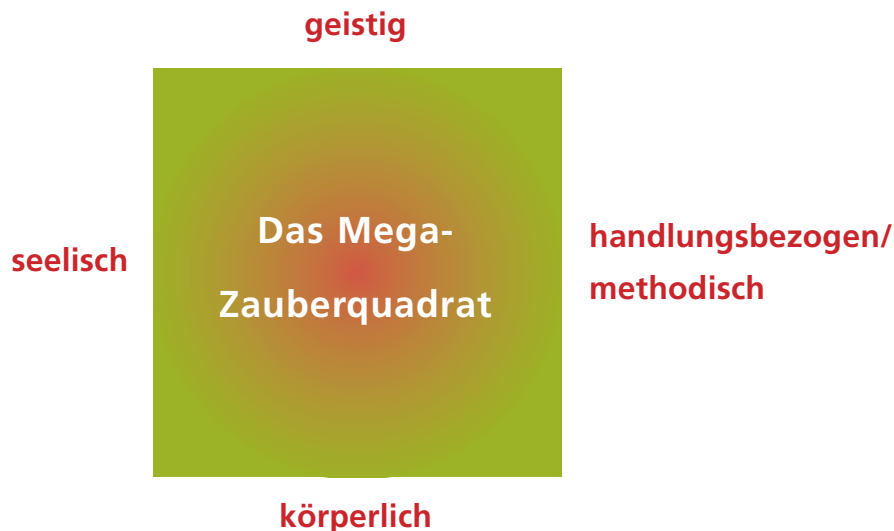 geistig
seelisch
Das Mega-
Zauberquadrat
handlungsbezogen/
methodisch
körperlich